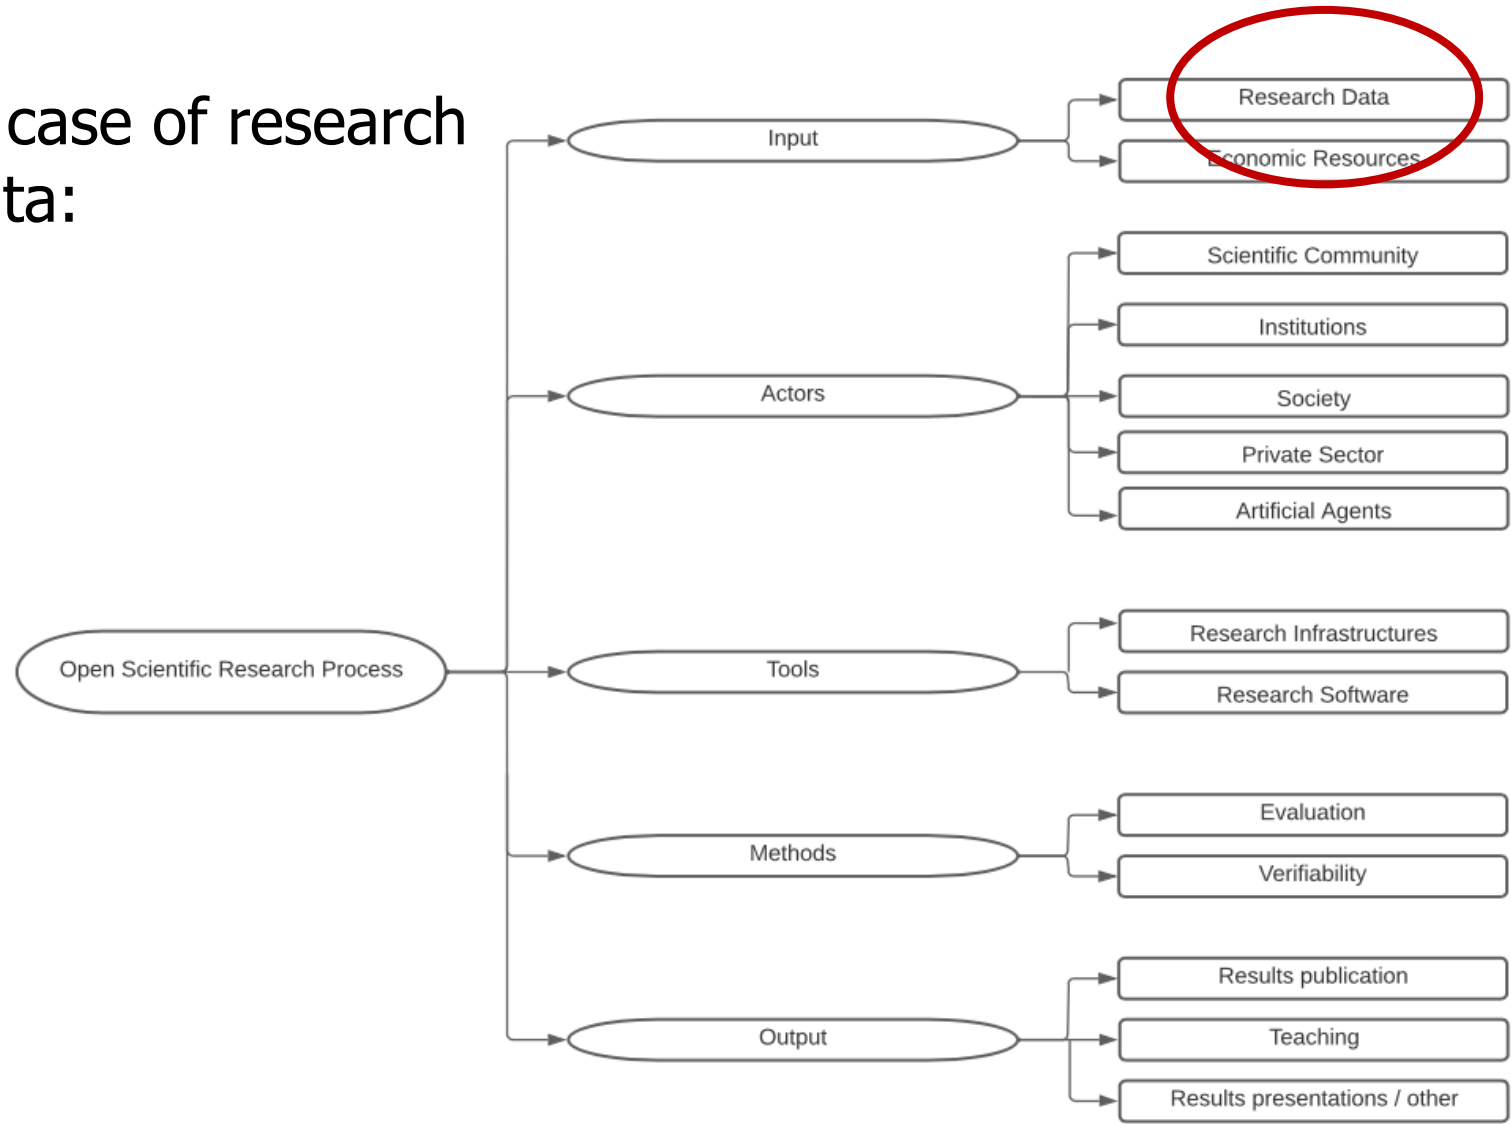 case of research
ta:
Open Scientific Research Process
Input
Research Data
Economic Resources
Actors
Scientific Community
Institutions
Society
Private Sector
Artificial Agents
Tools
Research Infrastructures
Research Software
Methods
Evaluation
Verifiability
Output
Results publication
Teaching
Results presentations / other